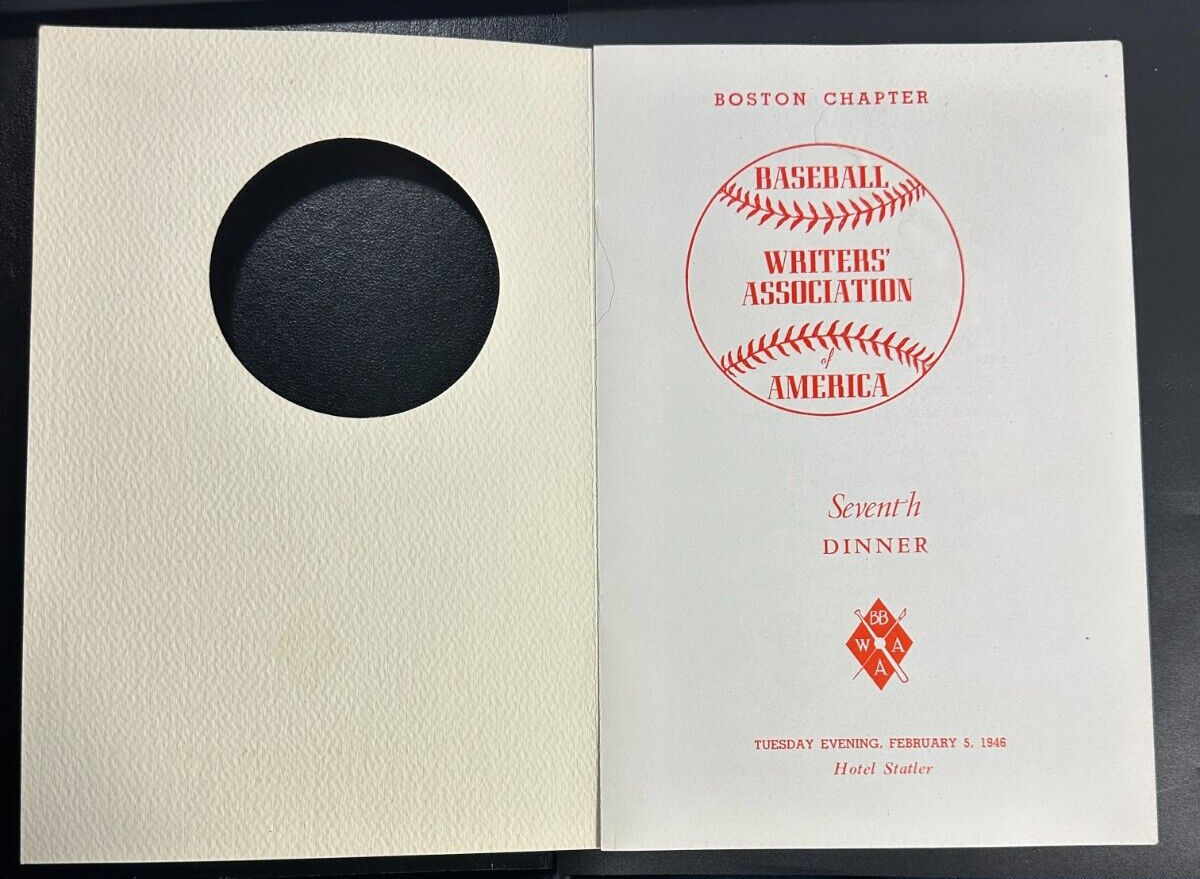 BOSTON CHAPTER
BASEBALL
WRITERS'
ASSOCIATION
of
AMERICA
Seventh
DINNER
BB
W A
A
TUESDAY EVENING, FEBRUARY 5, 1946
Hotel Statler